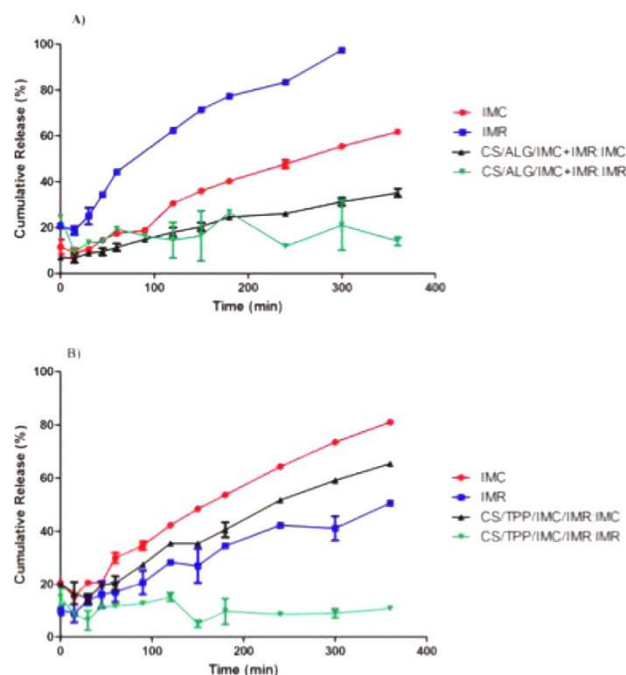 A)
100
80
60
40
20
0
Cumulative Release (%)
0 100 200 300 400
Time (min)
IMC
IMR
CS/ALG/IMC+IMR:IMC
CS/ALG/IMC+IMR:IMR
B)
100
80
60
40
20
0
Cumulative Release (%)
0 100 200 300 400
Time (min)
IMC
IMR
CS/TPP/IMC/IMR:IMC
CS/TPP/IMC/IMR:IMR